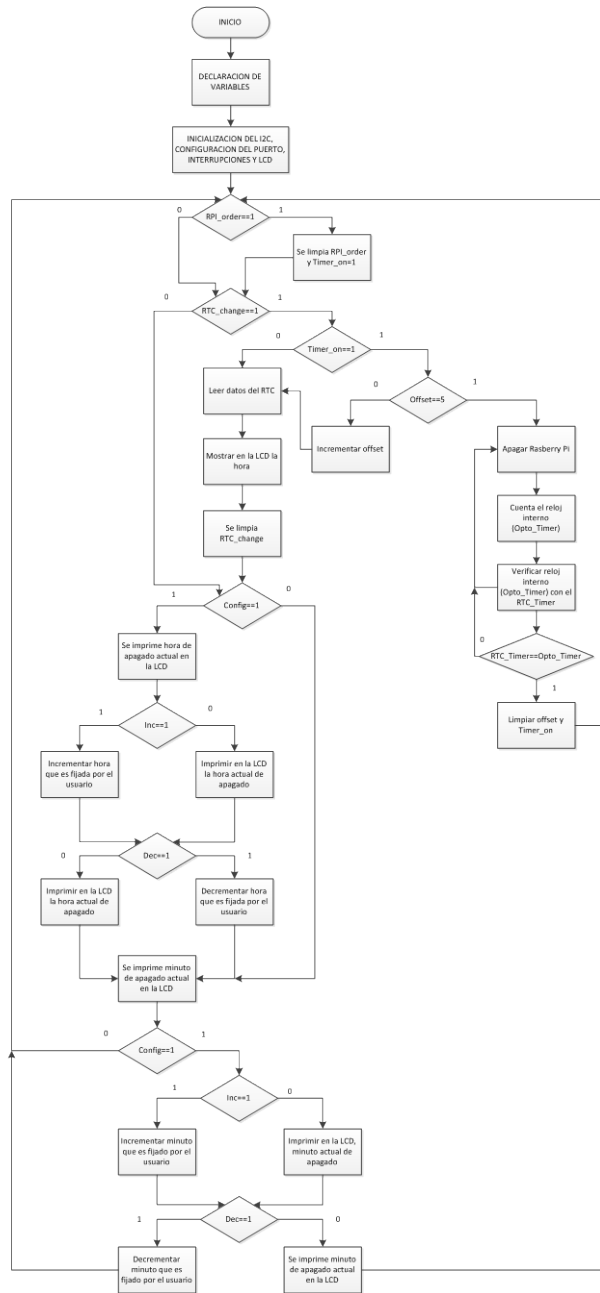 INICIO
DECLARACION DE
VARIABLES
INICIALIZACION DEL I2C,
CONFIGURACION DEL PUERTO,
INTERRUPCIONES Y LCD
0
RPI_order==1
1
Se limpia RPI_order
y Timer_on=1
0
RTC_change==1
1
0
Timer_on==1
1
Leer datos del RTC
0
Offset==5
1
Mostrar en la LCD la
hora
Incrementar offset
Apagar Rasberry Pi
Se limpia
RTC_change
Cuenta el reloj
interno
(Opto_Timer)
Verificar reloj
interno
(Opto_Timer) con el
RTC_Timer
1
Config==1
0
0
RTC_Timer==Opto_Timer
1
Se imprime hora de
apagado actual en
la LCD
Limpiar offset y
Timer_on
1
Inc==1
0
Incrementar hora
que es fijada por el
usuario
Imprimir en la LCD
la hora actual de
apagado
0
Dec==1
1
Imprimir en la LCD
la hora actual de
apagado
Decrementar hora
que es fijada por el
usuario
Se imprime minuto
de apagado actual
en la LCD
0
Config==1
1
1
Inc==1
0
Incrementar minuto
que es fijado por el
usuario
Imprimir en la LCD,
minuto actual de
apagado
1
Dec==1
0
Decrementar
minuto que es
fijado por el usuario
Se imprime minuto
de apagado actual
en la LCD